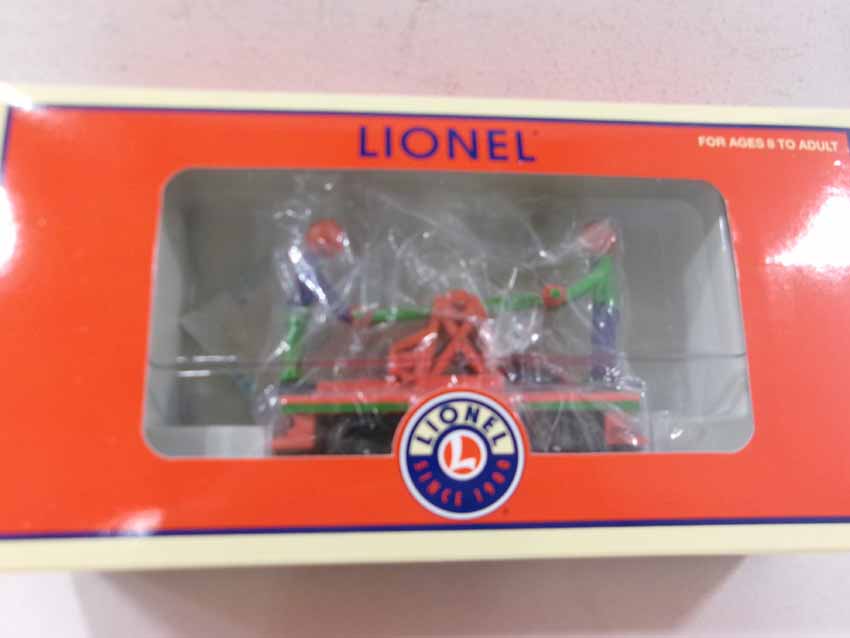 LIONEL
FOR AGES 8 TO ADULT
LIONEL
L
SINCE 1900